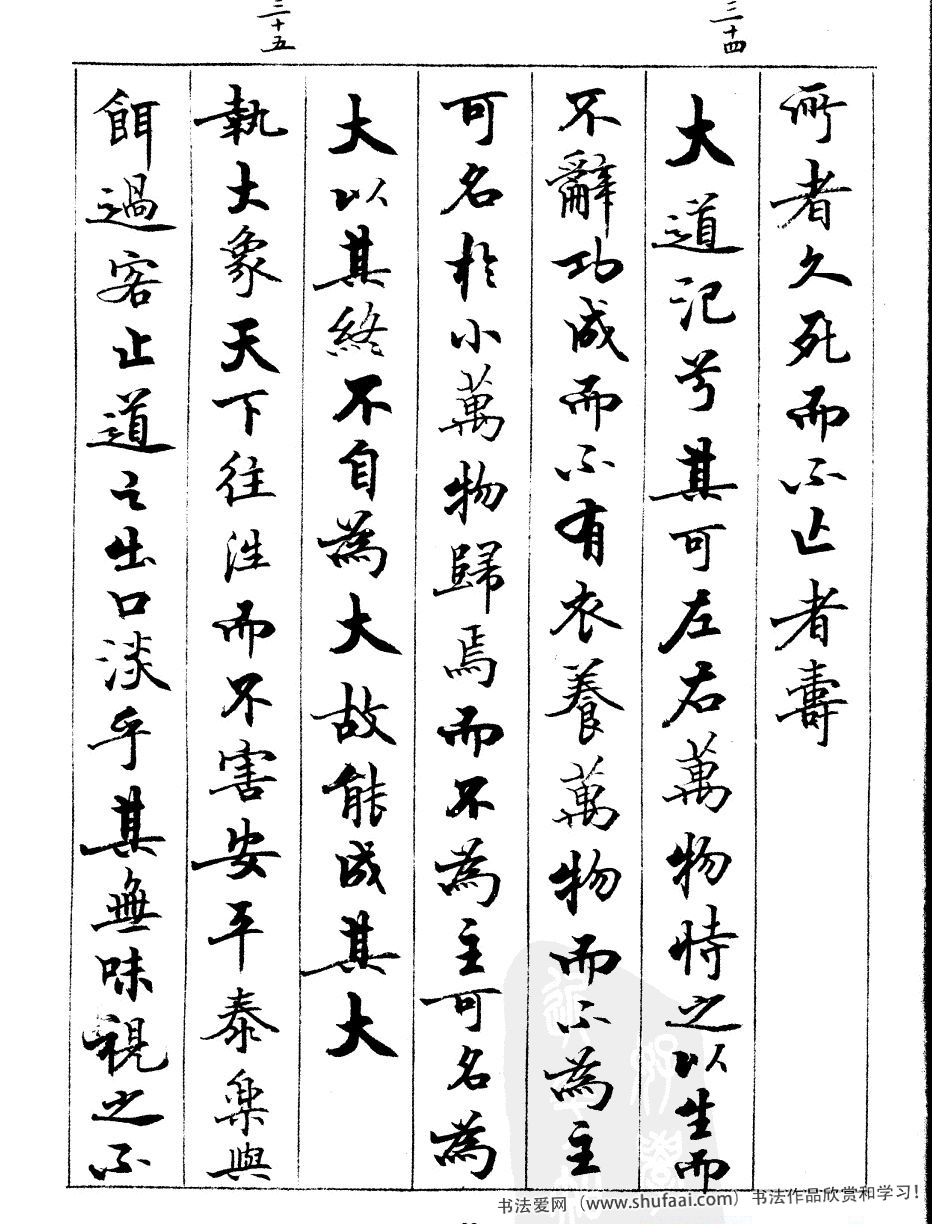 三十四
所者久死而不亡者壽
大道氾兮其可左右萬物恃之以生而
不辭功成而不有衣養萬物而不為主
可名於小萬物歸焉而不為主可名為
大以其終不自為大故能成其大
三十五
執大象天下往往而不害安平泰樂與
餌過客止道之出口淡乎其無味視之不
书法爱网（www.shufaai.com）书法作品欣赏和学习！